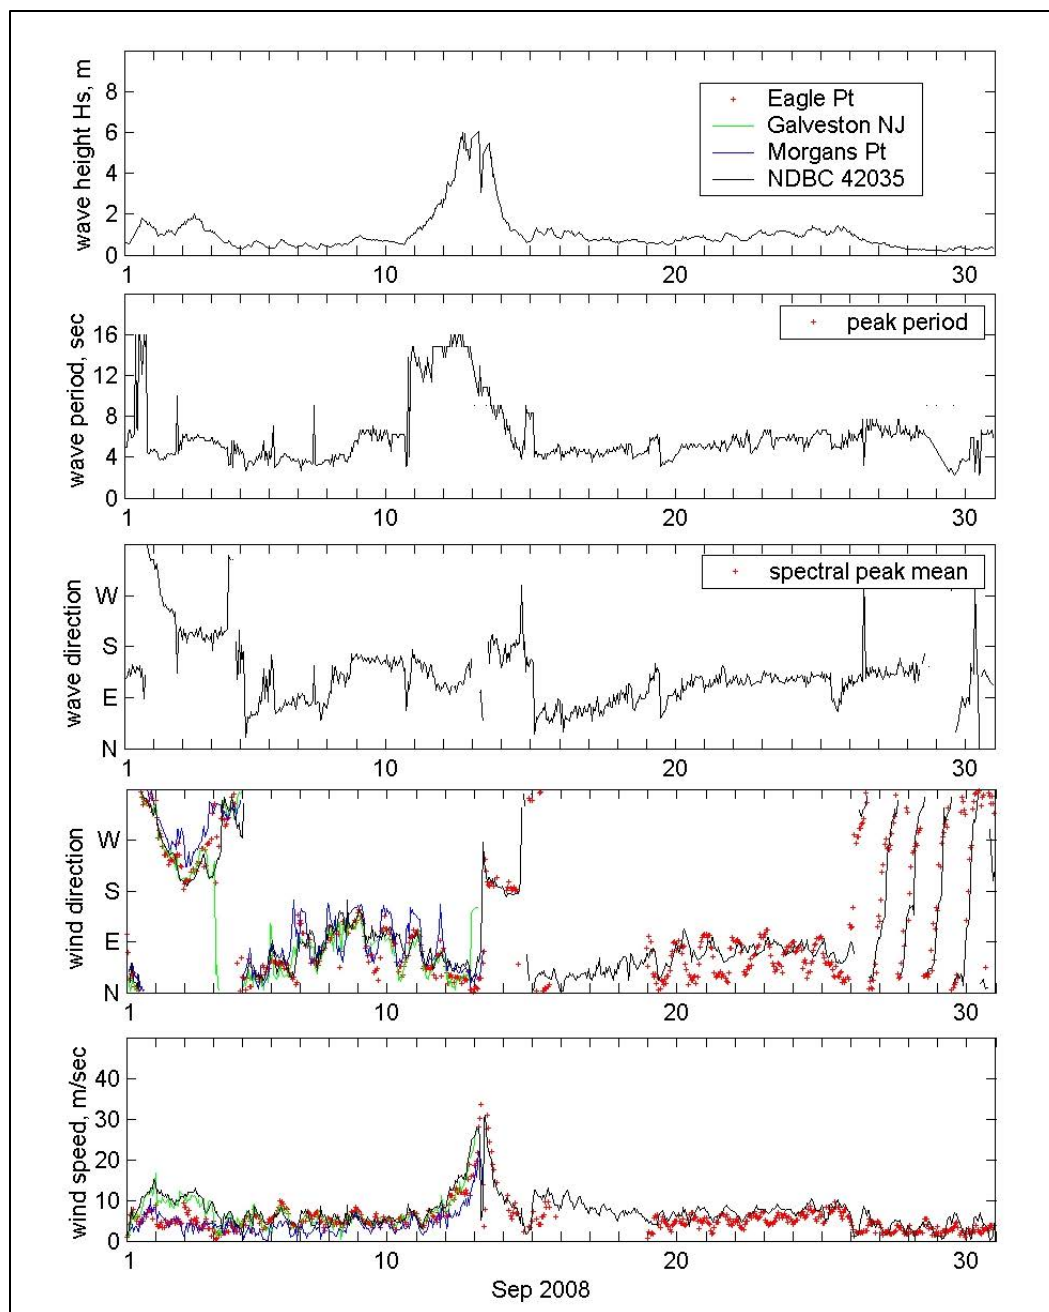 wave height Hs, m
8
6
4
2
0
Eagle Pt
Galveston NJ
Morgans Pt
NDBC 42035
1 10 20 30
wave period, sec
16
12
8
4
0
peak period
1 10 20 30
wave direction
W
S
E
N
spectral peak mean
1 10 20 30
wind direction
W
S
E
N
1 10 20 30
wind speed, m/sec
40
30
20
10
0
1 10 20 30
Sep 2008